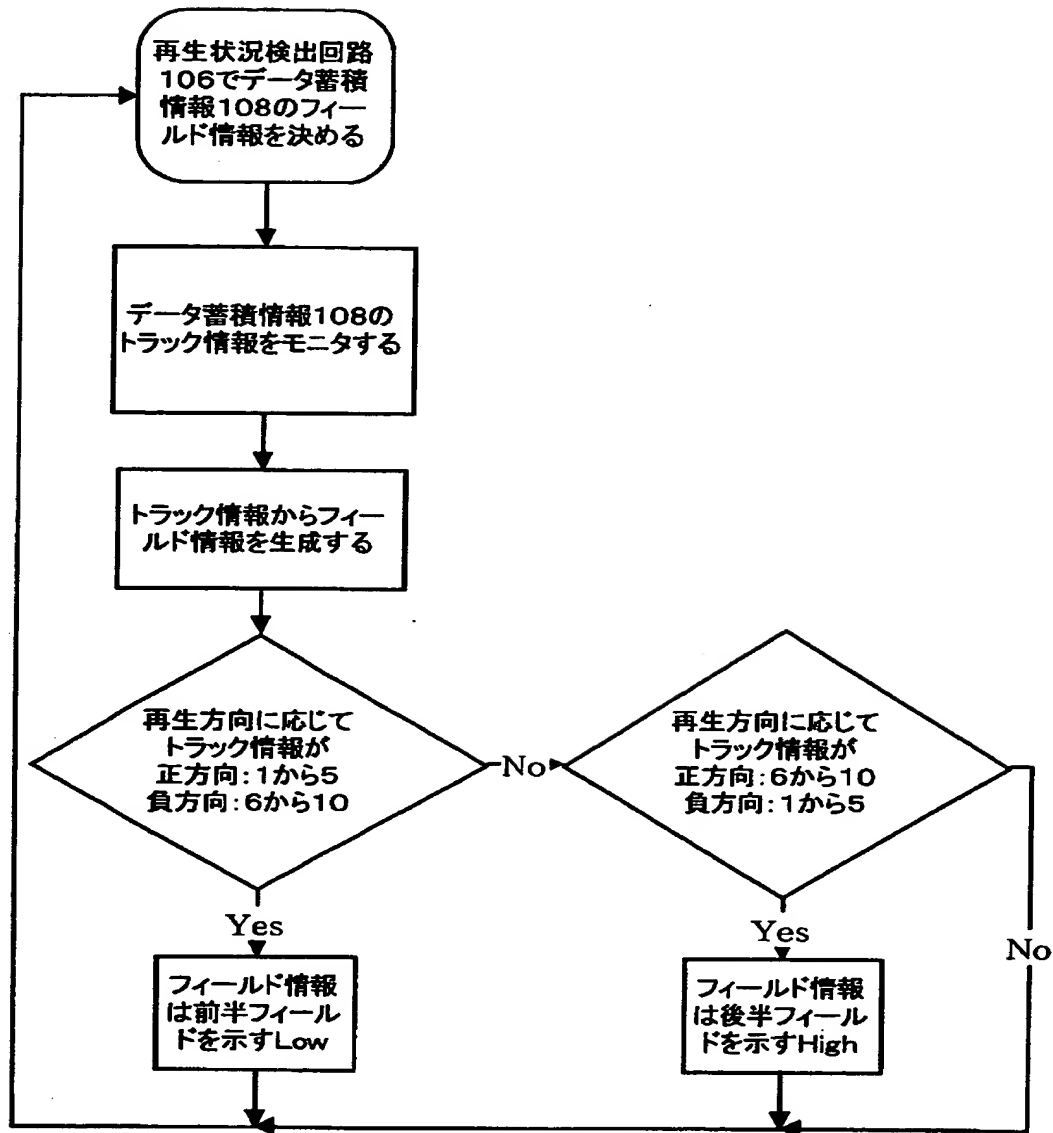 再生状況検出回路
106でデータ蓄積
情報108のフィー
ルド情報を決める
データ蓄積情報108の
トラック情報をモニタする
トラック情報からフィー
ルド情報を生成する
再生方向に応じて
トラック情報が
正方向:1から5
負方向:6から10
No
再生方向に応じて
トラック情報が
正方向:6から10
負方向:1から5
Yes
Yes
No
フィールド情報
は前半フィール
ドを示すLow
フィールド情報
は後半フィール
ドを示すHigh